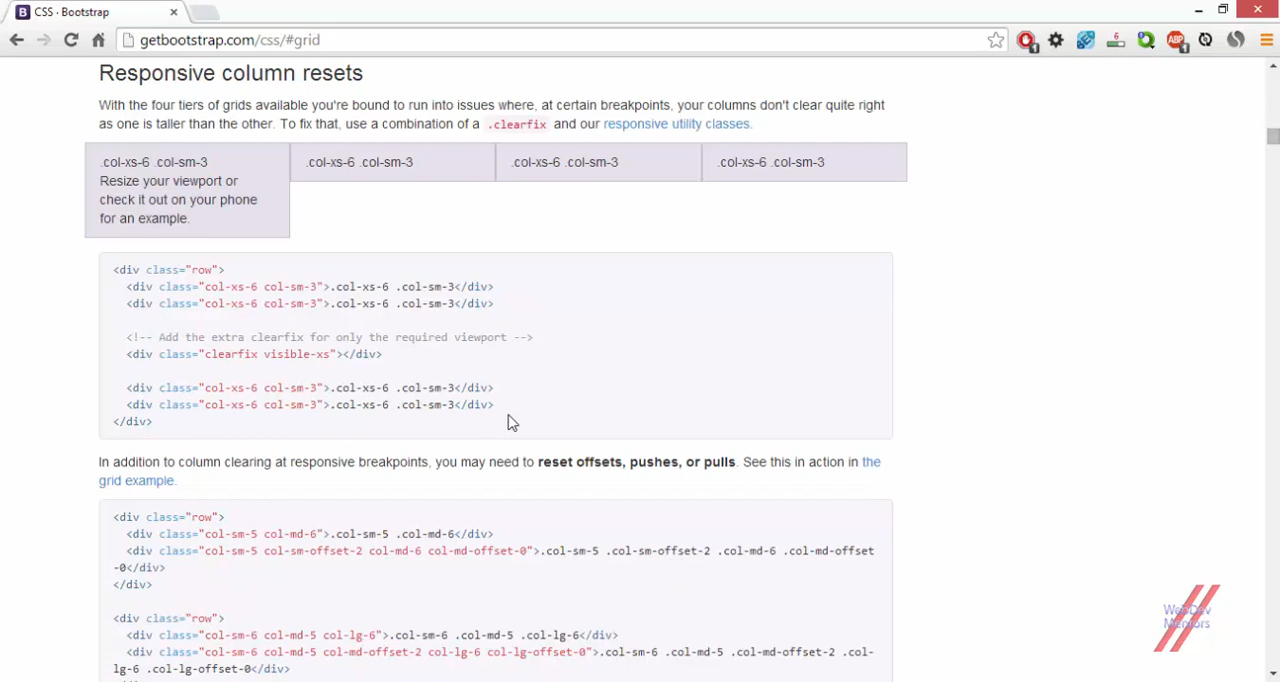 CSS · Bootstrap
getbootstrap.com/css/#grid
1
6
ABP
1
Responsive column resets
With the four tiers of grids available you're bound to run into issues where, at certain breakpoints, your columns don't clear quite right
as one is taller than the other. To fix that, use a combination of a .clearfix and our responsive utility classes.
.col-xs-6 .col-sm-3
Resize your viewport or
check it out on your phone
for an example.
.col-xs-6 .col-sm-3
.col-xs-6 .col-sm-3
.col-xs-6 .col-sm-3
<div class="row">
<div class="col-xs-6 col-sm-3">.col-xs-6 .col-sm-3</div>
<div class="col-xs-6 col-sm-3">.col-xs-6 .col-sm-3</div>
<!-- Add the extra clearfix for only the required viewport -->
<div class="clearfix visible-xs"></div>
<div class="col-xs-6 col-sm-3">.col-xs-6 .col-sm-3</div>
<div class="col-xs-6 col-sm-3">.col-xs-6 .col-sm-3</div>
</div>
In addition to column clearing at responsive breakpoints, you may need to reset offsets, pushes, or pulls. See this in action in the
grid example.
<div class="row">
<div class="col-sm-5 col-md-6">.col-sm-5 .col-md-6</div>
<div class="col-sm-5 col-sm-offset-2 col-md-6 col-md-offset-0">.col-sm-5 .col-sm-offset-2 .col-md-6 .col-md-offset
-0</div>
</div>
<div class="row">
<div class="col-sm-6 col-md-5 col-lg-6">.col-sm-6 .col-md-5 .col-lg-6</div>
<div class="col-sm-6 col-md-5 col-md-offset-2 col-lg-6 col-lg-offset-0">.col-sm-6 .col-md-5 .col-md-offset-2 .col-
lg-6 .col-lg-offset-0</div>
WebDev
Mentors